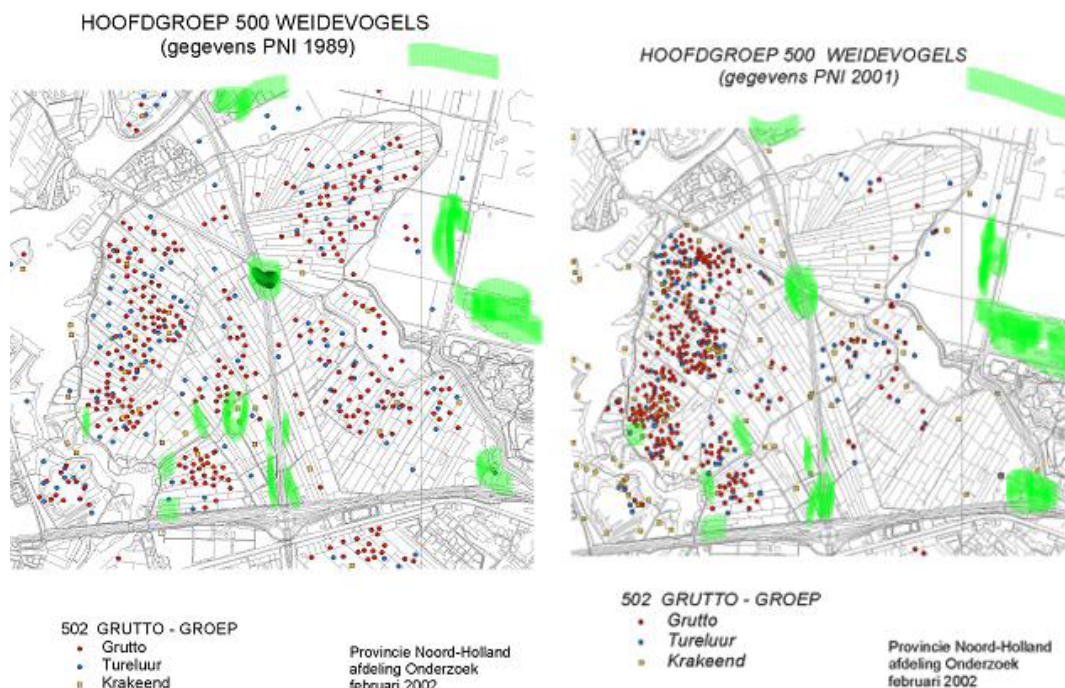 HOOFDGROEP 500 WEIDEVOGELS
(gegevens PNI 1989)
502 GRUTTO - GROEP
Grutto
Tureluur
Krakeend
Provincie Noord-Holland
afdeling Onderzoek
februari 2002
HOOFDGROEP 500 WEIDEVOGELS
(gegevens PNI 2001)
502 GRUTTO - GROEP
Grutto
Tureluur
Krakeend
Provincie Noord-Holland
afdeling Onderzoek
februari 2002